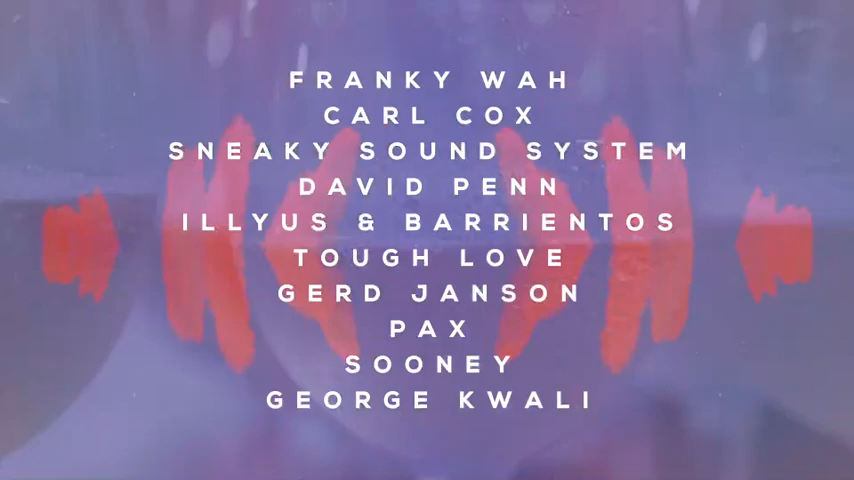 FRANKY WAH
CARL COX
SNEAKY SOUND SYSTEM
DAVID PENN
ILLYUS & BARRIENTOS
TOUGH LOVE
GERD JANSON
PAX
SOONEY
GEORGE KWALI